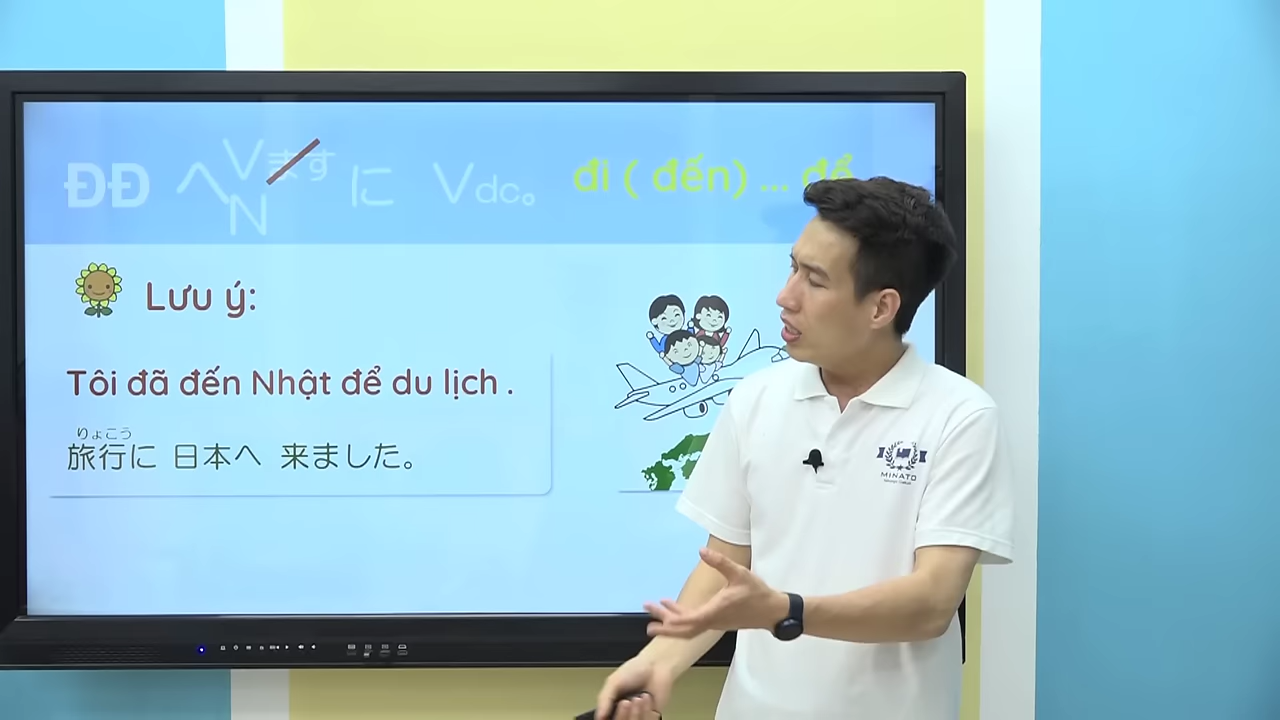 ĐĐ へ Vます に Vdc。 đi ( đến) ... để
N
Lưu ý:
Tôi đã đến Nhật để du lịch .
りょこう
旅行に 日本へ 来ました。
MINATO